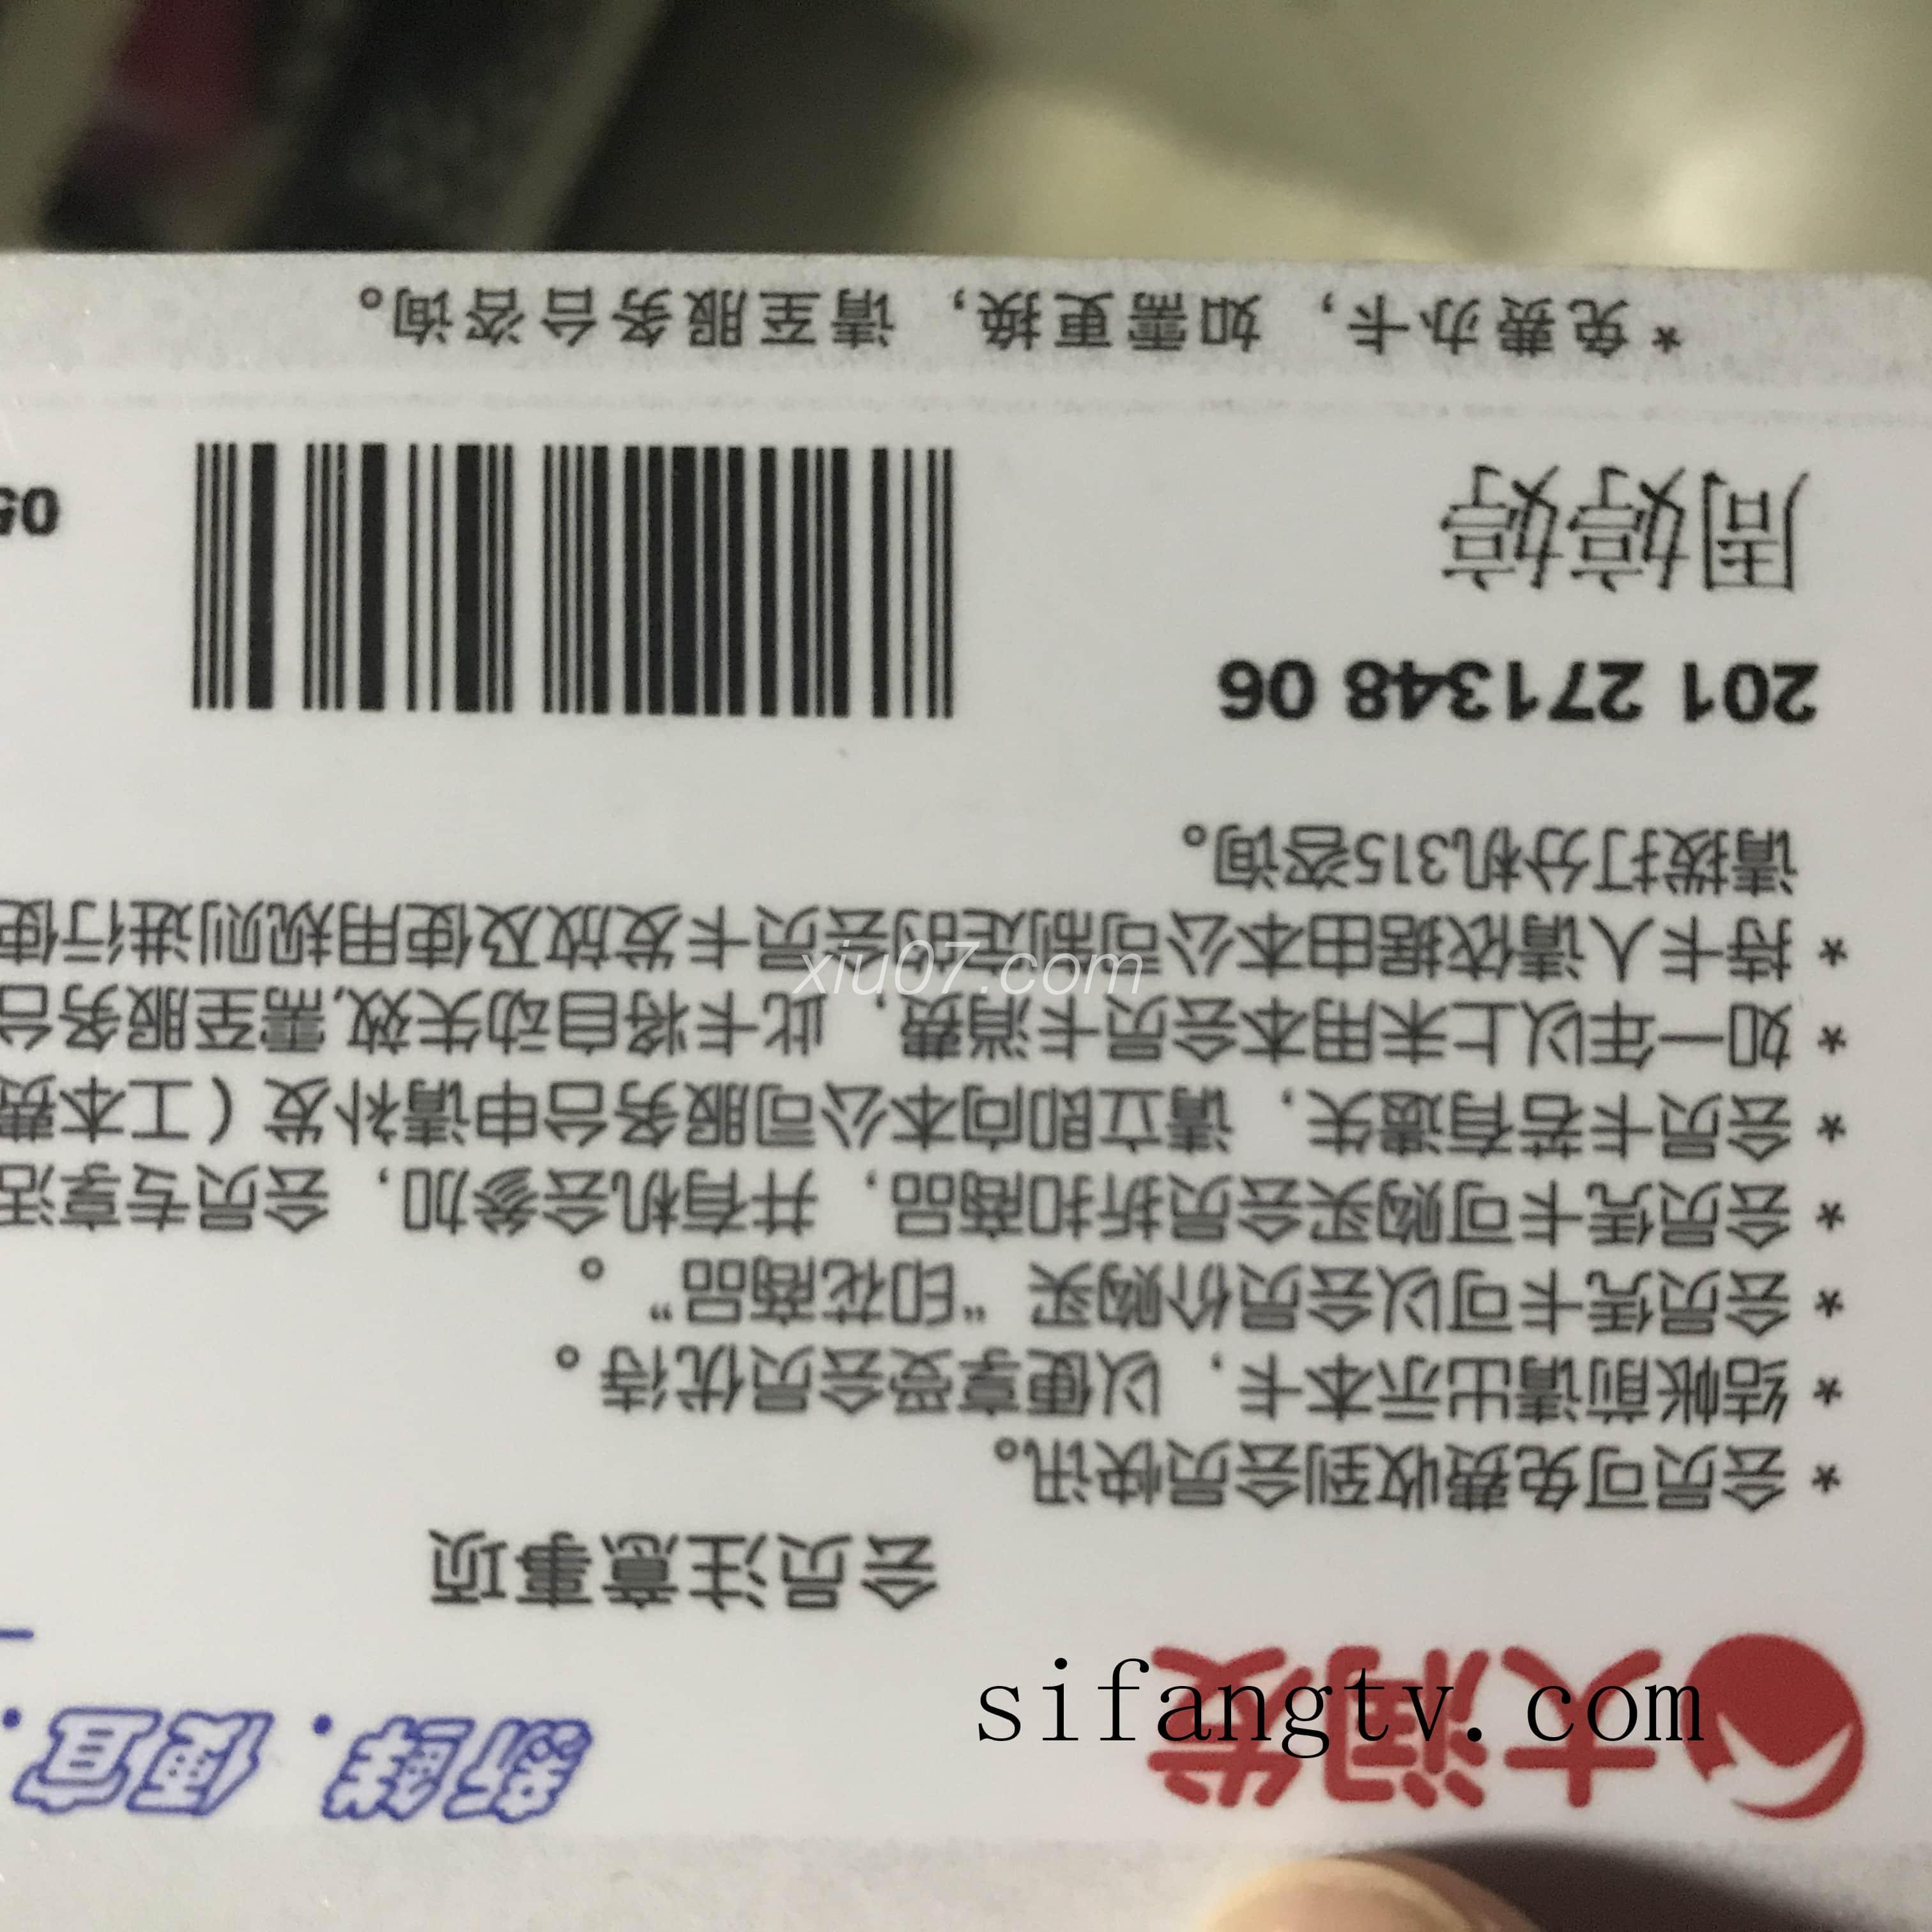 大润发
新鮮．便宜．
会员注意事项
* 会员可免费收到会员快讯。
* 结帐前请出示本卡，以便享受会员优待。
* 会员凭卡可以会员价购买“印花商品”。
* 会员凭卡可购买会员折扣商品，并有机会参加，会员专享活
* 会员卡若有遗失，请立即向本公司服务台申请补发（工本费
* 如一年以上未用本会员卡消费，此卡将自动失效,需至服务台
* 持卡人请依据由本公司制定的会员卡发放及使用规则进行使
请拨打分机315咨询。
201 271348 06
周婷婷
05
* 免费办卡，如需更换，请至服务台咨询。
xiu07.com
sifangtv.com